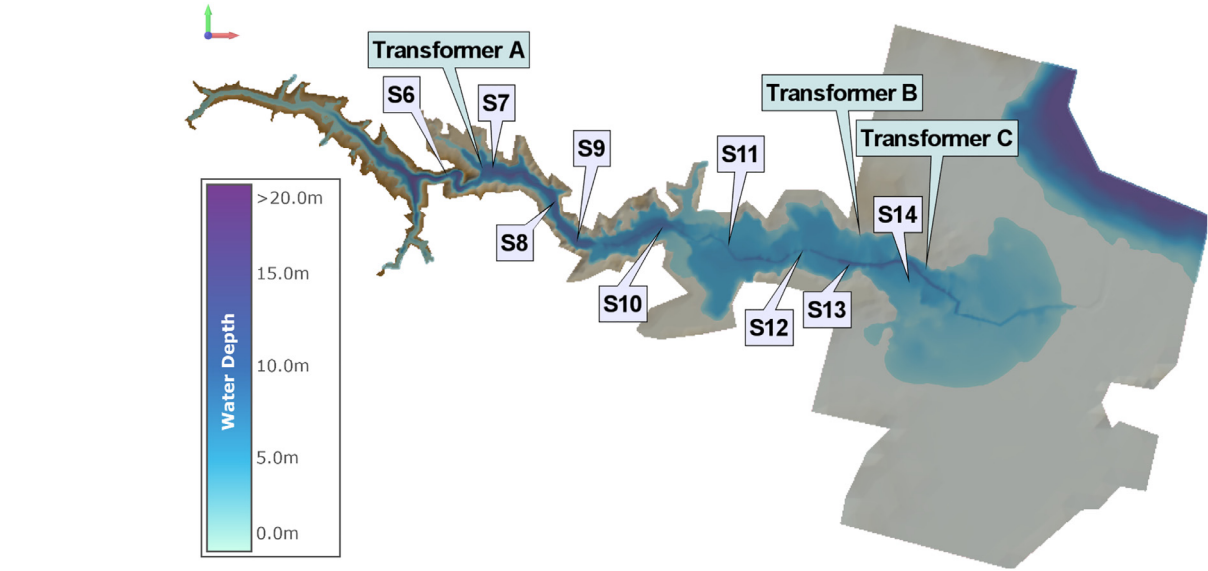 Transformer A
S6
S7
Transformer B
Transformer C
S9
S11
S14
S8
S10
S12
S13
>20.0m
15.0m
10.0m
5.0m
0.0m
Water Depth